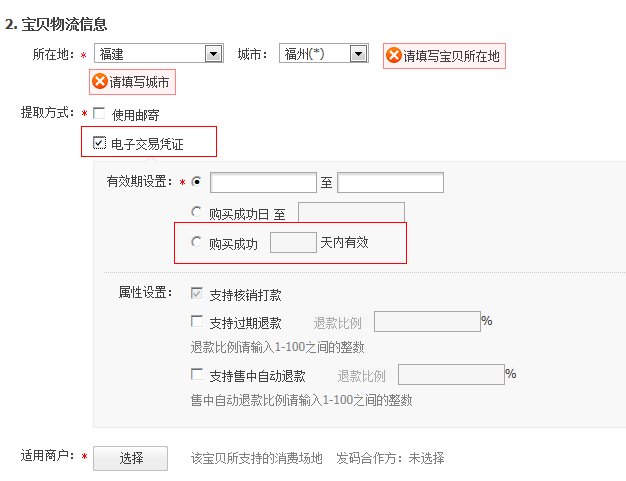 2. 宝贝物流信息
所在地：* 福建 城市： 福州(*) 请填写宝贝所在地
请填写城市
提取方式：* 使用邮寄
电子交易凭证
有效期设置：* 至
购买成功日 至
购买成功 天内有效
属性设置： 支持核销打款
支持过期退款 退款比例 %
退款比例请输入1-100之间的整数
支持售中自动退款 退款比例 %
售中自动退款比例请输入1-100之间的整数
适用商户：* 选择 该宝贝所支持的消费场地 发码合作方：未选择